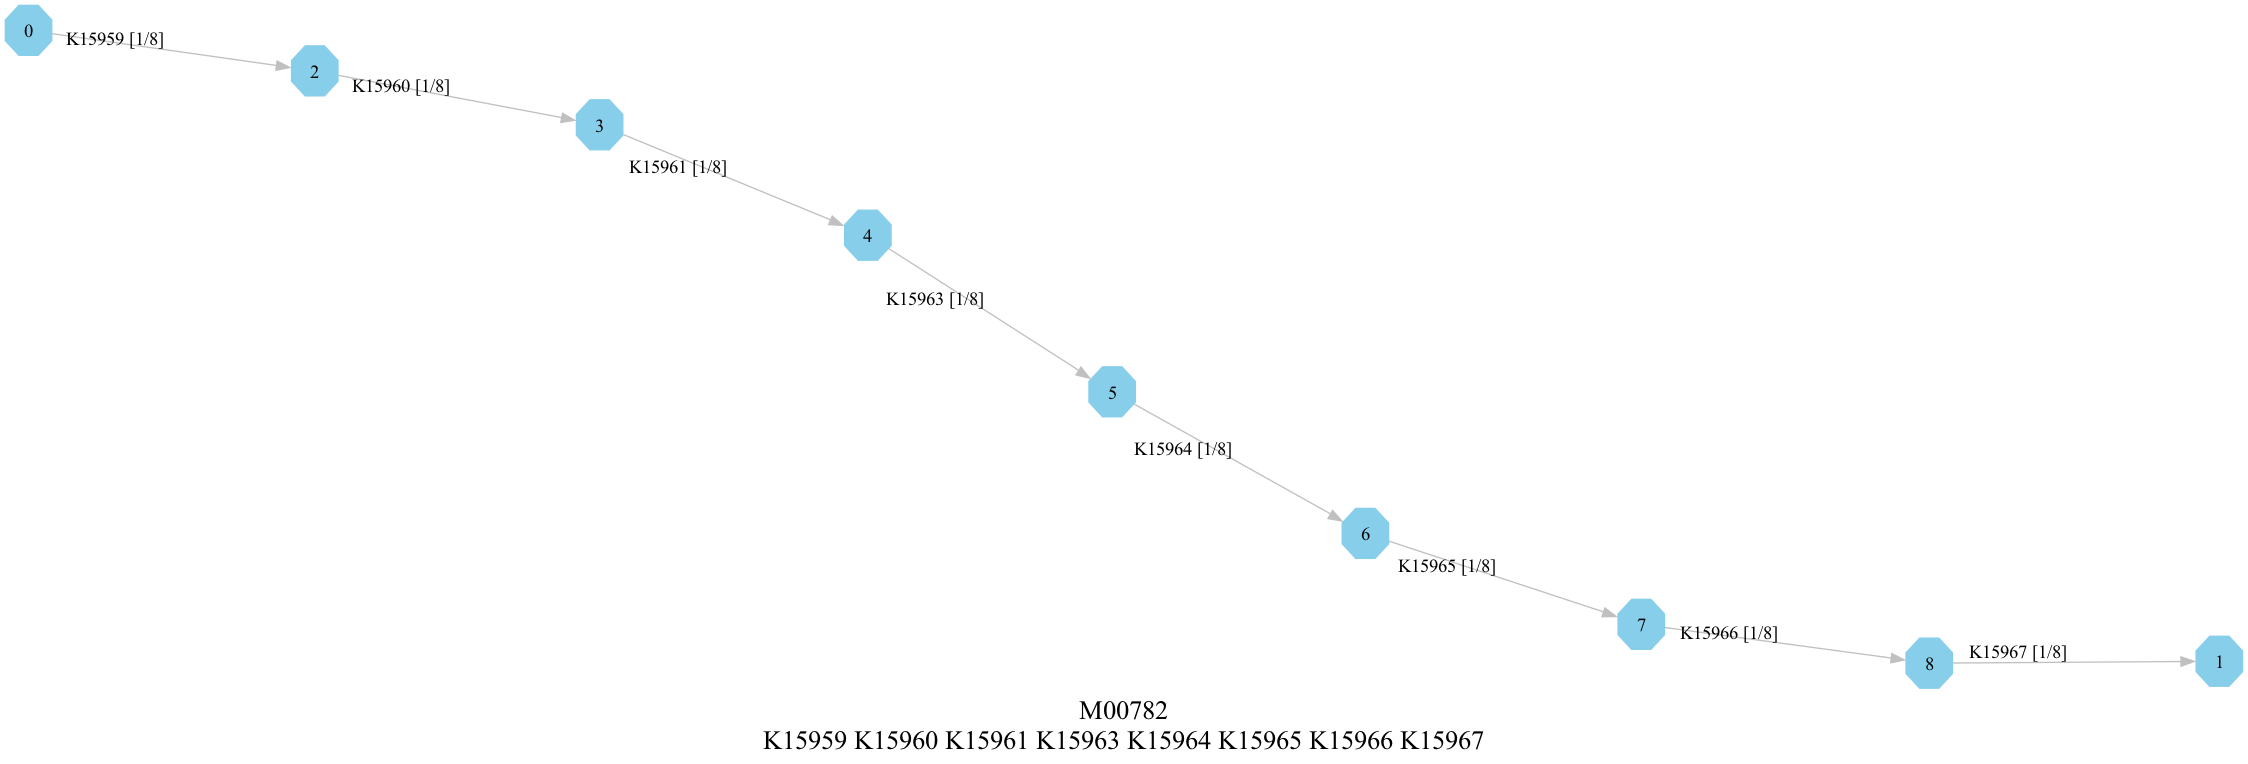 0
K15959 [1/8]
2
K15960 [1/8]
3
K15961 [1/8]
4
K15963 [1/8]
5
K15964 [1/8]
6
K15965 [1/8]
7
K15966 [1/8]
8
K15967 [1/8]
1
M00782
K15959 K15960 K15961 K15963 K15964 K15965 K15966 K15967